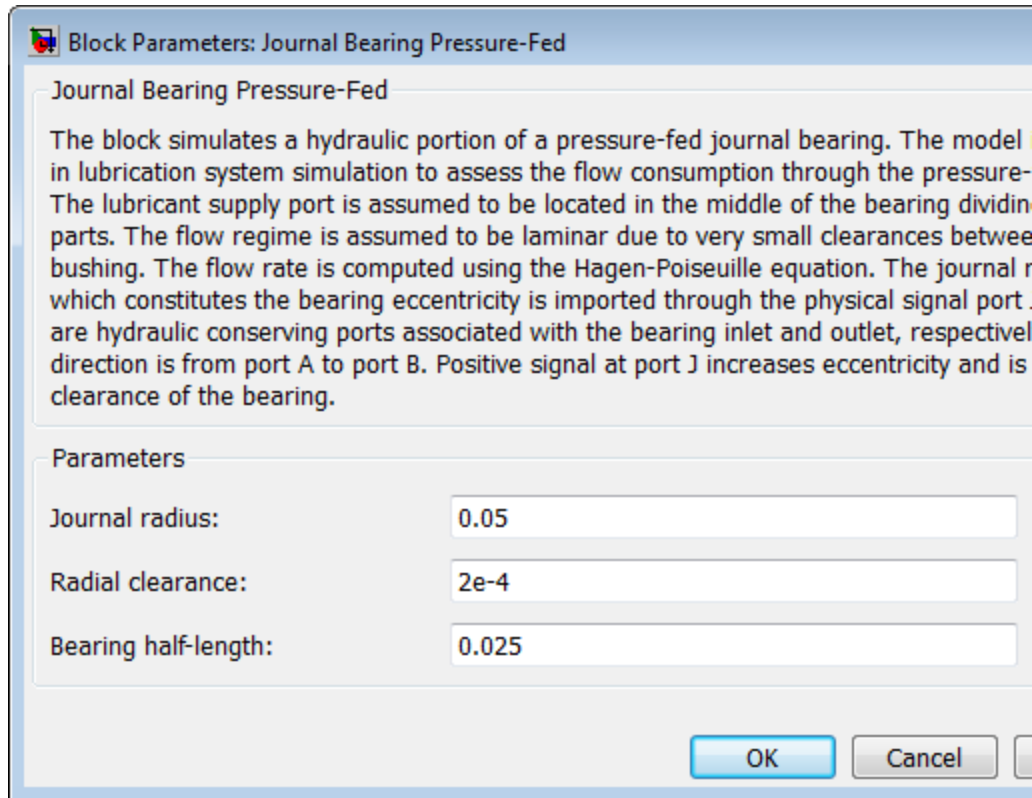 Block Parameters: Journal Bearing Pressure-Fed
Journal Bearing Pressure-Fed
The block simulates a hydraulic portion of a pressure-fed journal bearing. The model
in lubrication system simulation to assess the flow consumption through the pressure-
The lubricant supply port is assumed to be located in the middle of the bearing
parts. The flow regime is assumed to be laminar due to very small clearances
bushing. The flow rate is computed using the Hagen-Poiseuille equation. The journal
which constitutes the bearing eccentricity is imported through the physical signal port
are hydraulic conserving ports associated with the bearing inlet and outlet,
direction is from port A to port B. Positive signal at port J increases eccentricity and is
clearance of the bearing.
Parameters
Journal radius: 0.05
Radial clearance: 2e-4
Bearing half-length: 0.025
OK Cancel